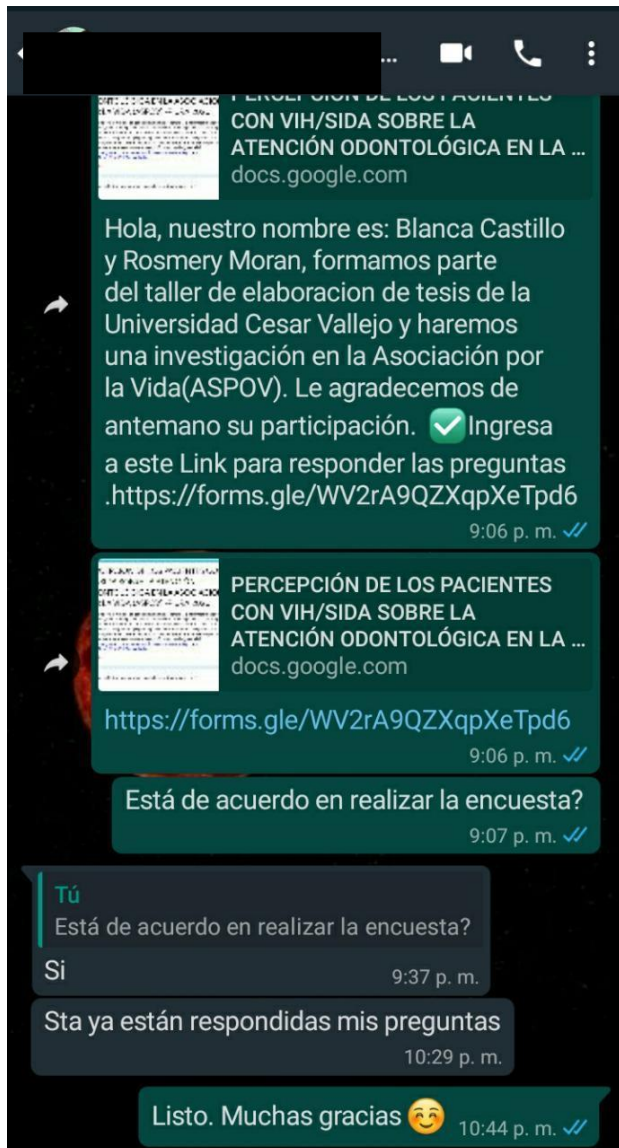 ...
PERCEPCIÓN DE LOS PACIENTES
CON VIH/SIDA SOBRE LA
ATENCIÓN ODONTOLÓGICA EN LA ...
docs.google.com
Hola, nuestro nombre es: Blanca Castillo
y Rosmery Moran, formamos parte
del taller de elaboracion de tesis de la
Universidad Cesar Vallejo y haremos
una investigación en la Asociación por
la Vida(ASPOV). Le agradecemos de
antemano su participación. ✅Ingresa
a este Link para responder las preguntas
.https://forms.gle/WV2rA9QZXqpXeTpd6
9:06 p. m.
PERCEPCIÓN DE LOS PACIENTES
CON VIH/SIDA SOBRE LA
ATENCIÓN ODONTOLÓGICA EN LA ...
docs.google.com
https://forms.gle/WV2rA9QZXqpXeTpd6
9:06 p. m.
Está de acuerdo en realizar la encuesta?
9:07 p. m.
Tú
Está de acuerdo en realizar la encuesta?
Si
9:37 p. m.
Sta ya están respondidas mis preguntas
10:29 p. m.
Listo. Muchas gracias ☺️
10:44 p. m.